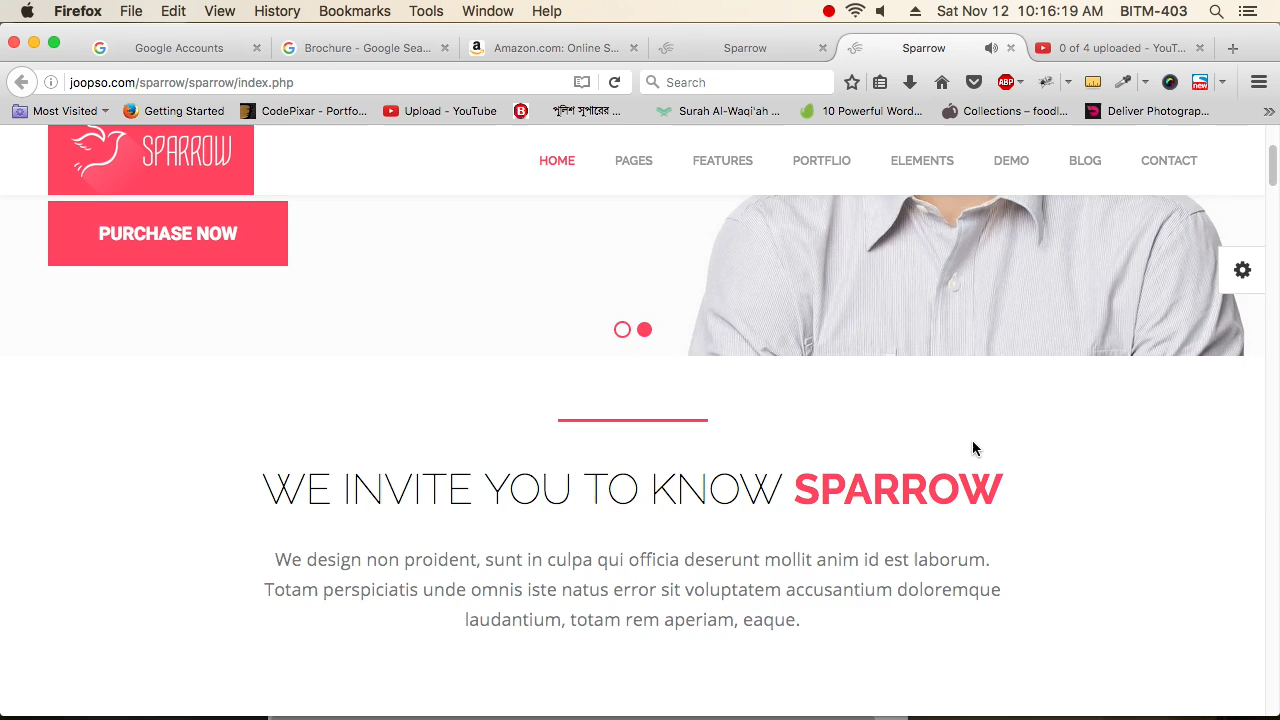 Firefox File Edit View History Bookmarks Tools Window Help Sat Nov 12 10:16:19 AM BITM-403
Google Accounts Brochure - Google Sea... Amazon.com: Online S... Sparrow Sparrow 0 of 4 uploaded - YouT...
joopso.com/sparrow/sparrow/index.php Search ABP new
Most Visited Getting Started CodePixar - Portfo... Upload - YouTube B পুলিশ সুপারের ... Surah Al-Waqi'ah ... 10 Powerful Word... Collections – foodl... Deliver Photograp...
SPARROW HOME PAGES FEATURES PORTFOLIO ELEMENTS DEMO BLOG CONTACT
PURCHASE NOW
WE INVITE YOU TO KNOW SPARROW
We design non proident, sunt in culpa qui officia deserunt mollit anim id est laborum.
Totam perspiciatis unde omnis iste natus error sit voluptatem accusantium doloremque
laudantium, totam rem aperiam, eaque.